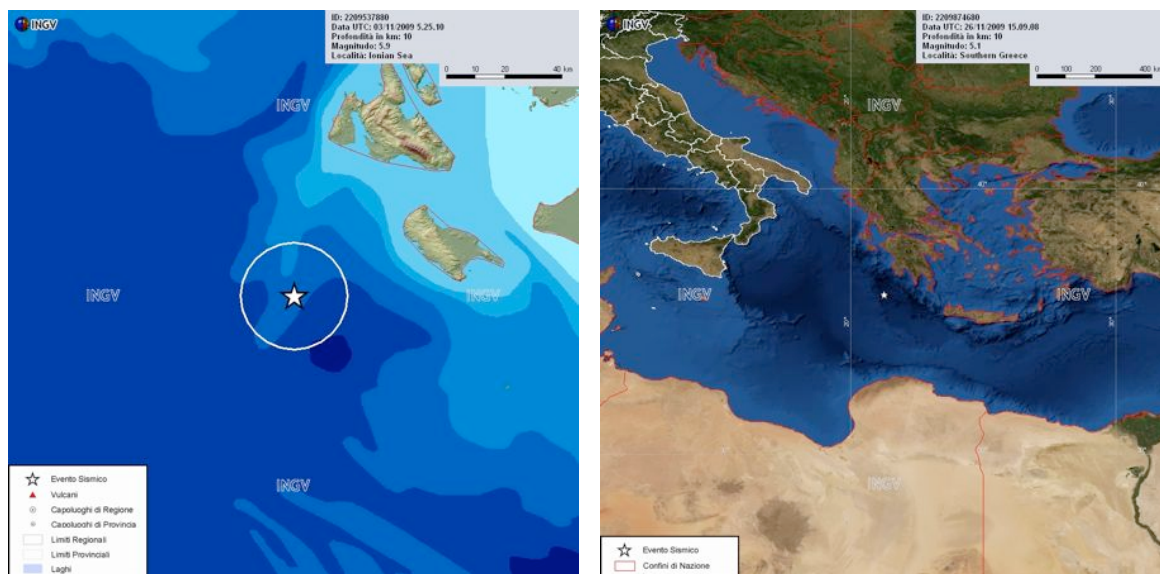 INGV
ID: 2209537880
Data UTC: 03/11/2009 5.25.10
Profondità in km: 10
Magnitudo: 5.9
Località: Ionian Sea
0 20 40 km
INGV
INGV
INGV
INGV
Evento Sismico
Vulcani
Capoluoghi di Regione
Capoluoghi di Provincia
Limiti Regionali
Limiti Provinciali
Laghi
INGV
ID: 2209874680
Data UTC: 26/11/2009 15.09.08
Profondità in km: 10
Magnitudo: 5.1
Località: Southern Greece
0 100 200 400 km
INGV
40°
40°
INGV
INGV
20°
INGV
Evento Sismico
Confini di Nazione